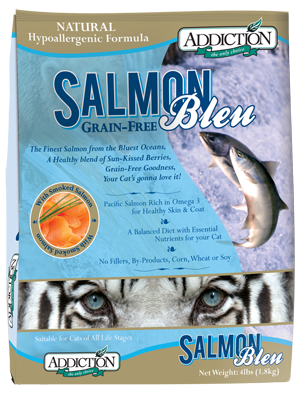 NATURAL
Hypoallergenic Formula
ADDICTION
the only choice
SALMON
Bleu
GRAIN-FREE
The Finest Salmon from the Bluest Oceans,
A Healthy blend of Sun-Kissed Berries,
Grain-Free Goodness,
Your Cat's gonna love it!
With Smoked Salmon
With Smoked Salmon
Pacific Salmon Rich in Omega 3
for Healthy Skin & Coat
A Balanced Diet with Essential
Nutrients for your Cat
No Fillers, By-Products, Corn, Wheat or Soy
Suitable for Cats of All Life Stages
ADDICTION
the only choice
SALMON
Bleu
Net Weight: 4lbs (1.8kg)